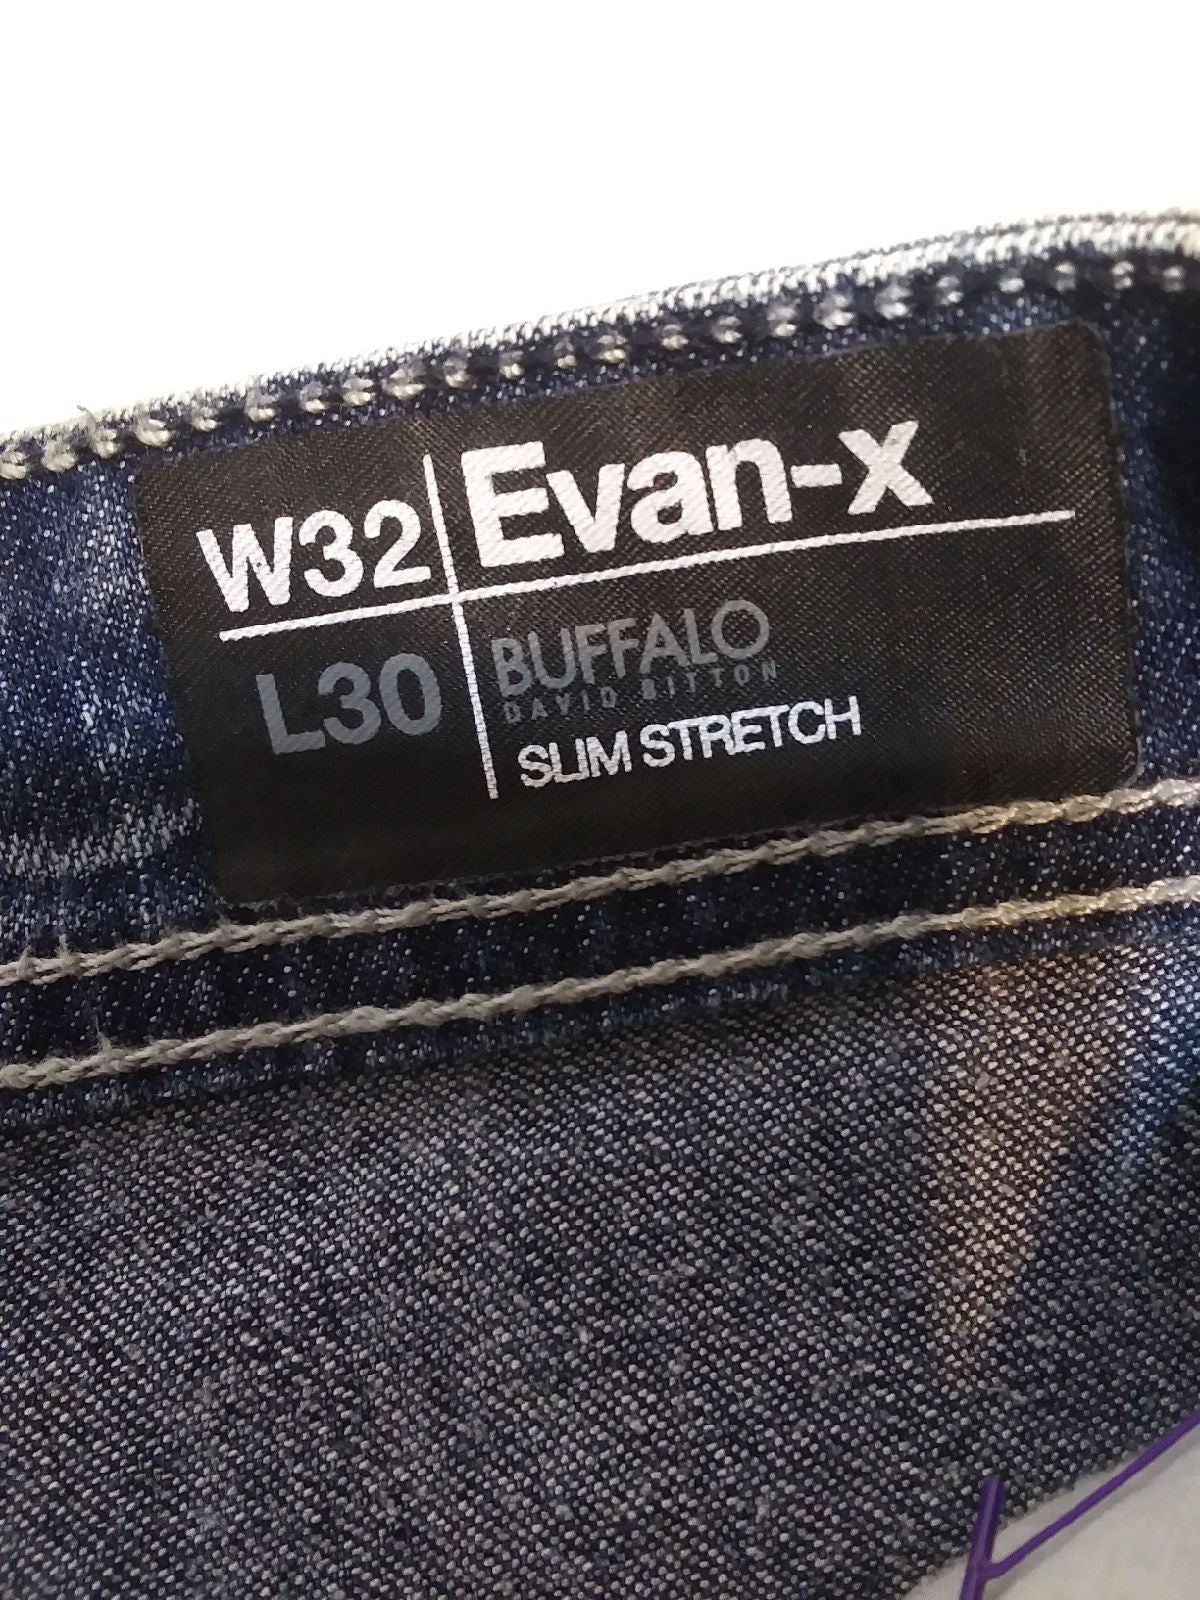 W32 Evan-x
L30 BUFFALO
DAVID BITTON
SLIM STRETCH